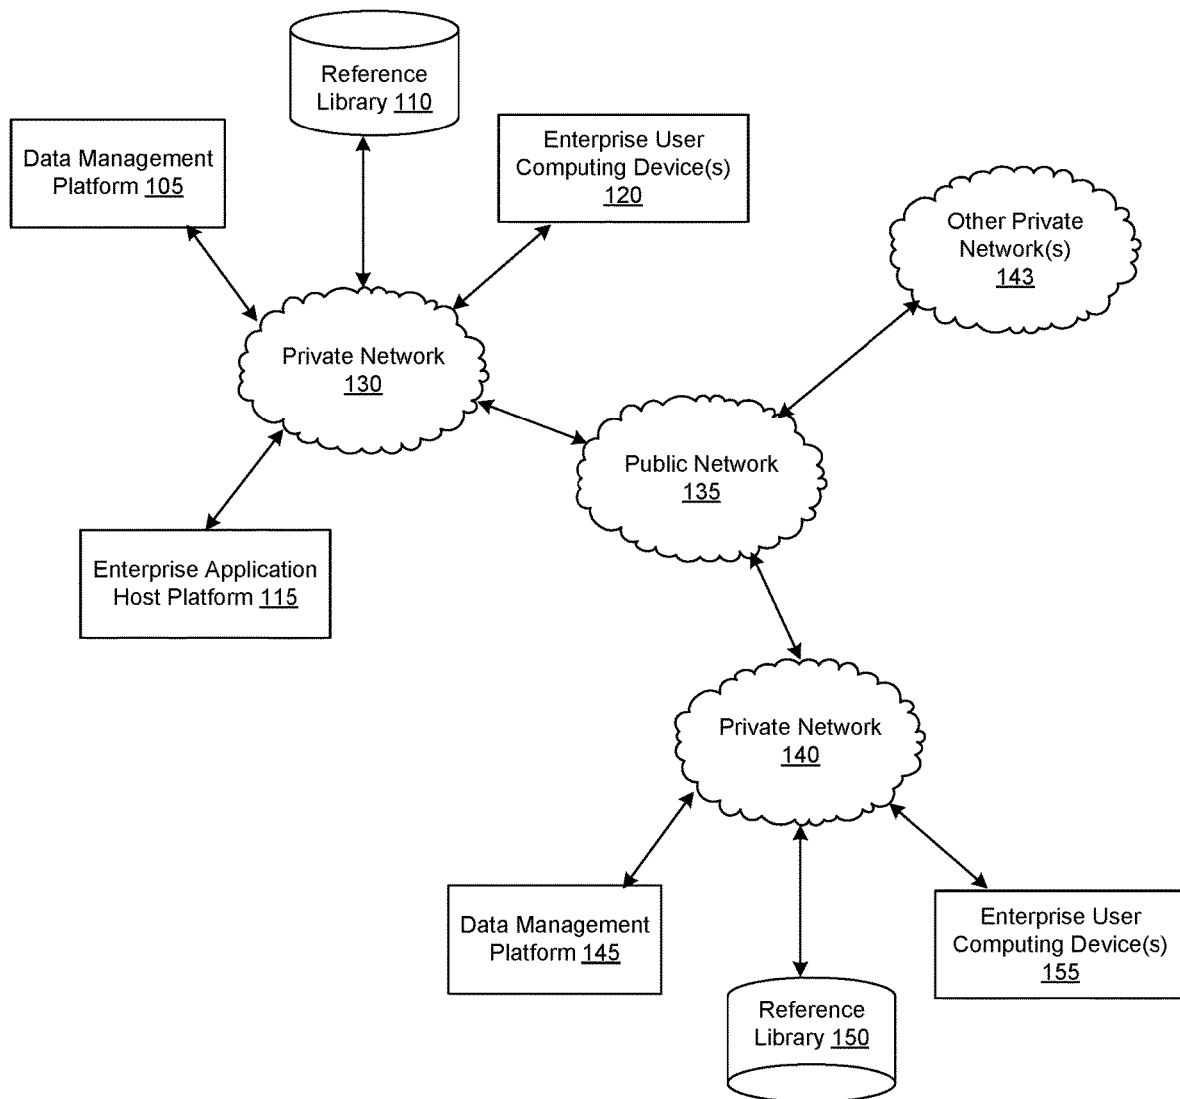 Reference
Library 110
Data Management
Platform 105
Enterprise User
Computing Device(s)
120
Other Private
Network(s)
143
Private Network
130
Public Network
135
Enterprise Application
Host Platform 115
Private Network
140
Data Management
Platform 145
Enterprise User
Computing Device(s)
155
Reference
Library 150